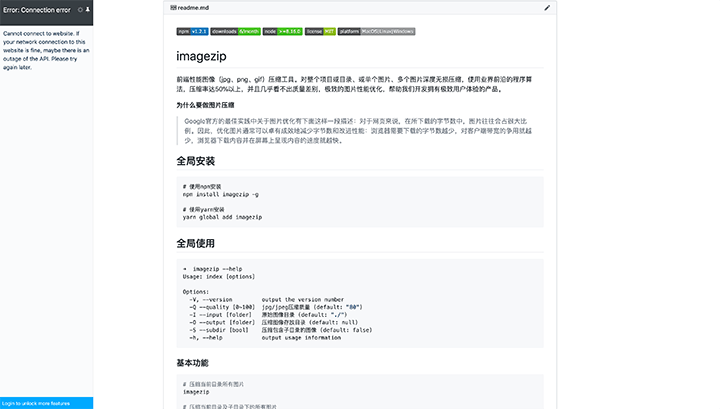 Error: Connection error
Cannot connect to website. If
your network connection to this
website is fine, maybe there is an
outage of the API. Please try
again later.
Login to unlock more features
readme.md
npm v1.2.1 downloads 6/month node >=8.16.0 license MIT platform MacOS|Linux|Windows
imagezip
前端性能图像（jpg、png、gif）压缩工具。对整个项目或目录、或单个图片、多个图片深度无损压缩，使用业界前沿的程序算
法，压缩率达50%以上，并且几乎看不出质量差别，极致的图片性能优化，帮助我们开发拥有极致用户体验的产品。
为什么要做图片压缩
Google官方的最佳实践中关于图片优化有下面这样一段描述：对于网页来说，在所下载的字节数中，图片往往会占很大比
例。因此，优化图片通常可以卓有成效地减少字节数和改进性能：浏览器需要下载的字节数越少，对客户端带宽的争用就越
少，浏览器下载内容并在屏幕上呈现内容的速度就越快。
全局安装
# 使用npm安装
npm install imagezip -g
# 使用yarn安装
yarn global add imagezip
全局使用
➜ imagezip --help
Usage: index [options]
Options:
-V, --version output the version number
-Q --quality [0~100] jpg/jpeg压缩质量 (default: "80")
-I --input [folder] 原始图像目录 (default: "./")
-O --output [folder] 压缩图像存放目录 (default: null)
-S --subdir [bool] 压缩包含子目录的图像 (default: false)
-h, --help output usage information
基本功能
# 压缩当前目录所有图片
imagezip
# 压缩当前目录及子目录下的所有图片